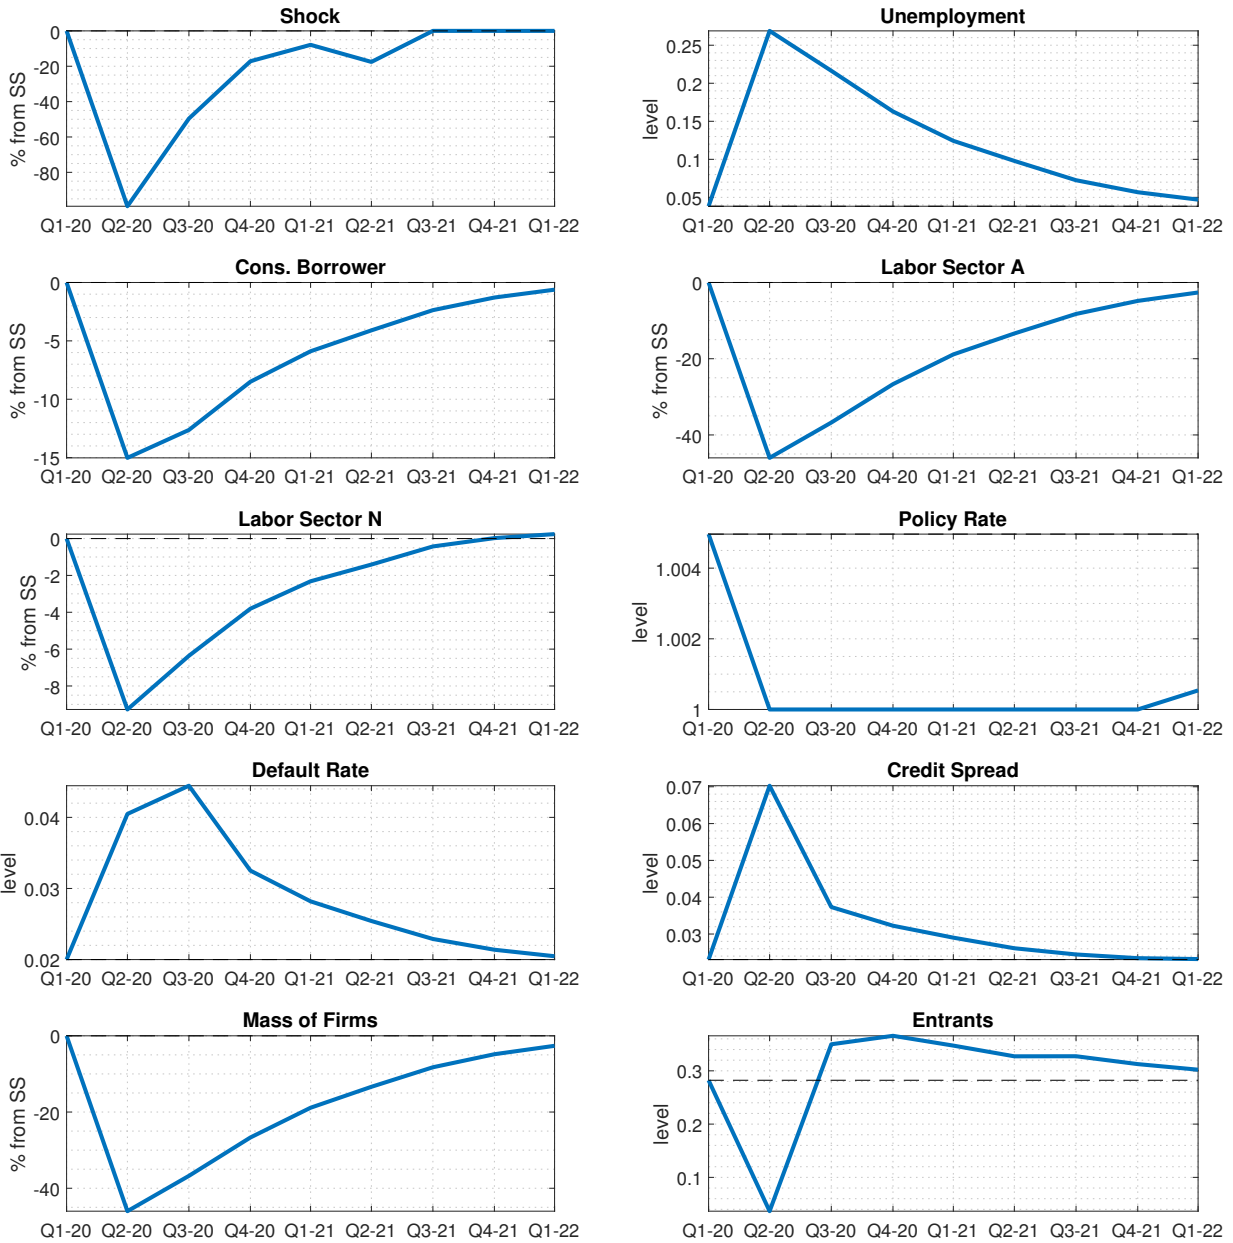 Shock
% from SS
0
-20
-40
-60
-80
Q1-20 Q2-20 Q3-20 Q4-20 Q1-21 Q2-21 Q3-21 Q4-21 Q1-22
Unemployment
level
0.25
0.2
0.15
0.1
0.05
Q1-20 Q2-20 Q3-20 Q4-20 Q1-21 Q2-21 Q3-21 Q4-21 Q1-22
Cons. Borrower
% from SS
0
-5
-10
-15
Q1-20 Q2-20 Q3-20 Q4-20 Q1-21 Q2-21 Q3-21 Q4-21 Q1-22
Labor Sector A
% from SS
0
-20
-40
Q1-20 Q2-20 Q3-20 Q4-20 Q1-21 Q2-21 Q3-21 Q4-21 Q1-22
Labor Sector N
% from SS
0
-2
-4
-6
-8
Q1-20 Q2-20 Q3-20 Q4-20 Q1-21 Q2-21 Q3-21 Q4-21 Q1-22
Policy Rate
level
1.004
1.002
1
Q1-20 Q2-20 Q3-20 Q4-20 Q1-21 Q2-21 Q3-21 Q4-21 Q1-22
Default Rate
level
0.04
0.03
0.02
Q1-20 Q2-20 Q3-20 Q4-20 Q1-21 Q2-21 Q3-21 Q4-21 Q1-22
Credit Spread
level
0.07
0.06
0.05
0.04
0.03
Q1-20 Q2-20 Q3-20 Q4-20 Q1-21 Q2-21 Q3-21 Q4-21 Q1-22
Mass of Firms
% from SS
0
-20
-40
Q1-20 Q2-20 Q3-20 Q4-20 Q1-21 Q2-21 Q3-21 Q4-21 Q1-22
Entrants
level
0.3
0.2
0.1
Q1-20 Q2-20 Q3-20 Q4-20 Q1-21 Q2-21 Q3-21 Q4-21 Q1-22